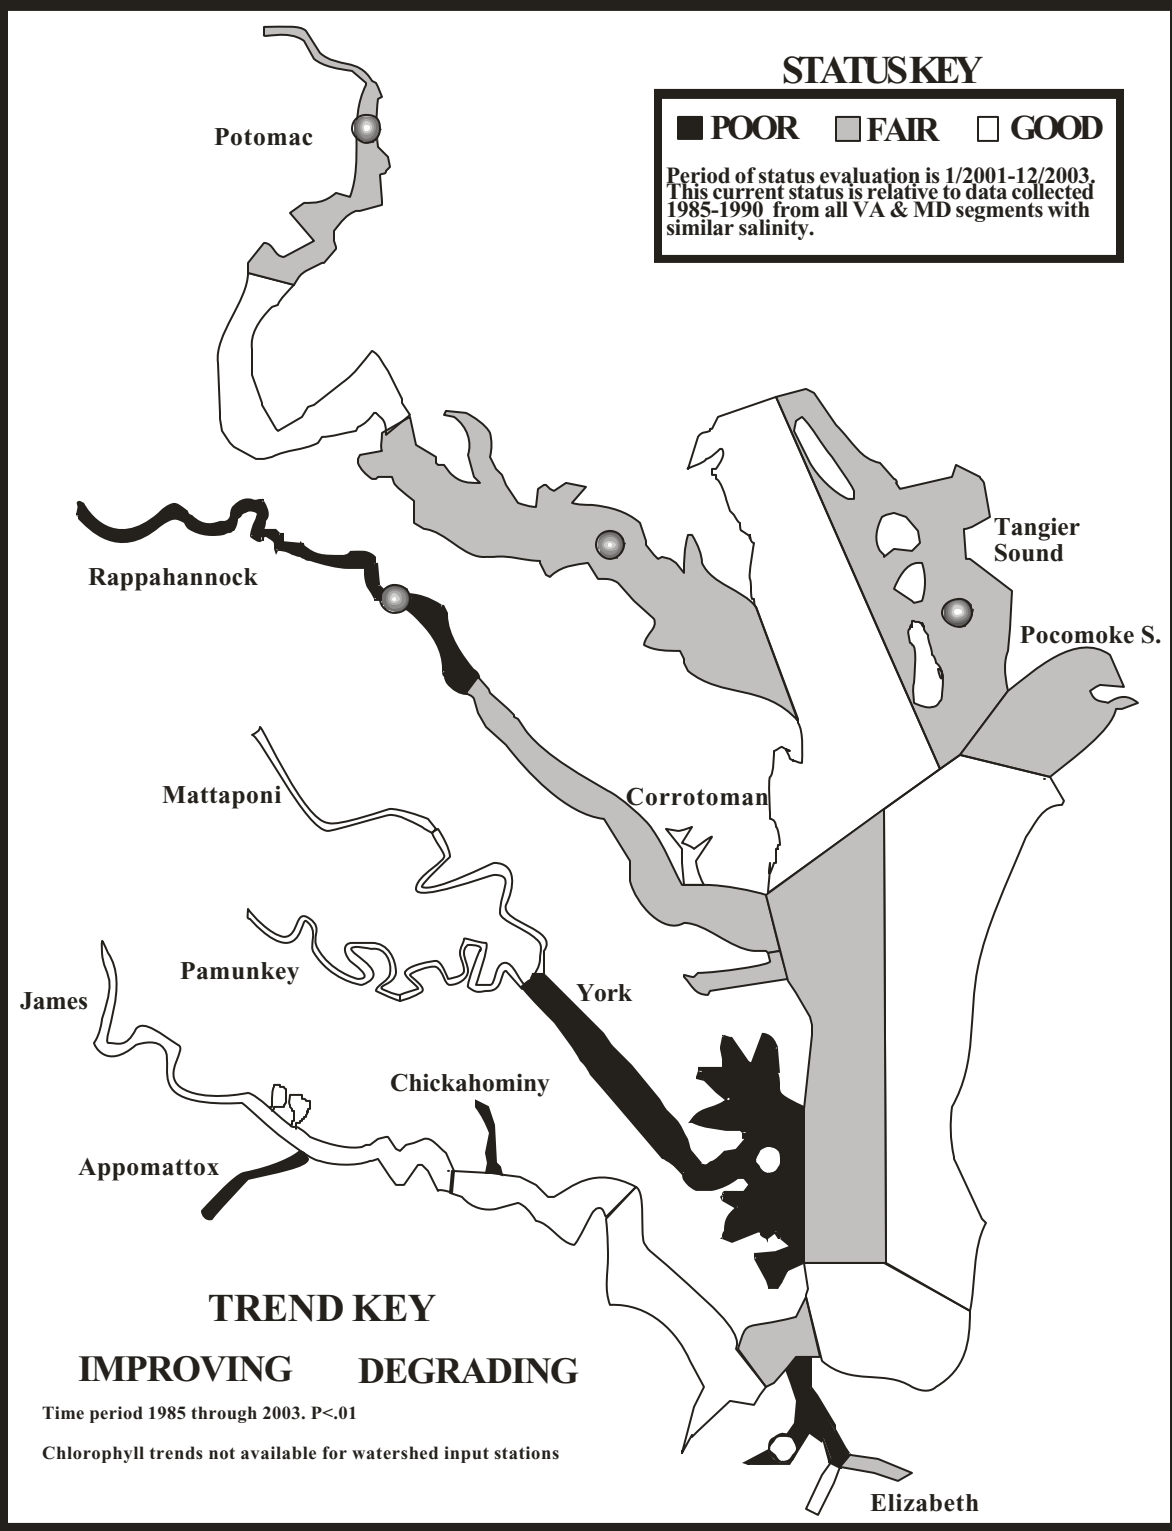 STATUS KEY
POOR FAIR GOOD
Period of status evaluation is 1/2001-12/2003.
This current status is relative to data collected
1985-1990 from all VA & MD segments with
similar salinity.
Potomac
Tangier
Sound
Rappahannock
Pocomoke S.
Mattaponi
Corrotoman
Pamunkey
York
James
Chickahominy
Appomattox
TREND KEY
IMPROVING DEGRADING
Time period 1985 through 2003. P<.01
Chlorophyll trends not available for watershed input stations
Elizabeth